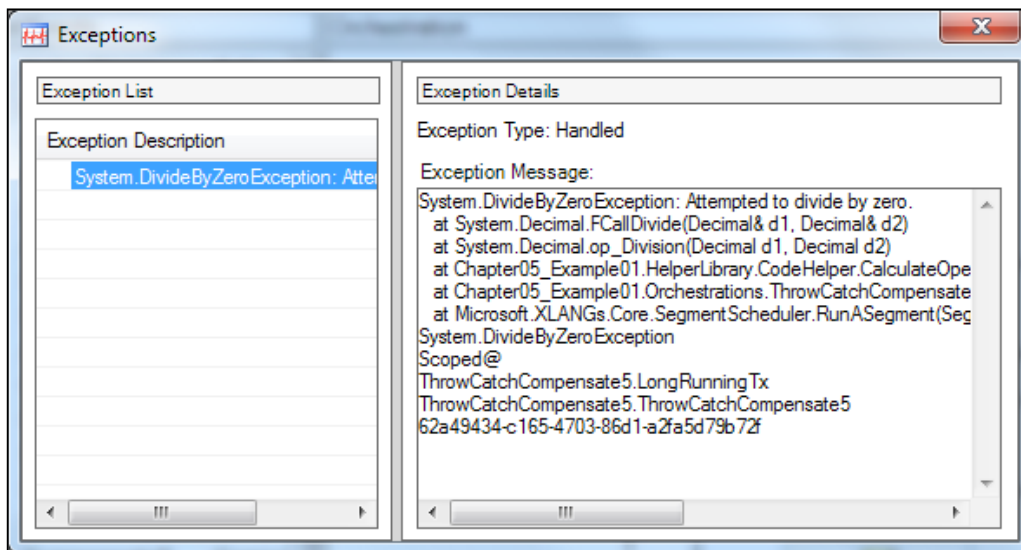 Exceptions
Exception List
Exception Description
System.DivideByZeroException: Atter
Exception Details
Exception Type: Handled
Exception Message:
System.DivideByZeroException: Attempted to divide by zero.
at System.Decimal.FCallDivide(Decimal& d1, Decimal& d2)
at System.Decimal.op_Division(Decimal d1, Decimal d2)
at Chapter05_Example01.HelperLibrary.CodeHelper.CalculateOpe
at Chapter05_Example01.Orchestrations.ThrowCatchCompensate
at Microsoft.XLANGs.Core.SegmentScheduler.RunASegment(Seg
System.DivideByZeroException
Scoped@
ThrowCatchCompensate5.LongRunningTx
ThrowCatchCompensate5.ThrowCatchCompensate5
62a49434-c165-4703-86d1-a2fa5d79b72f